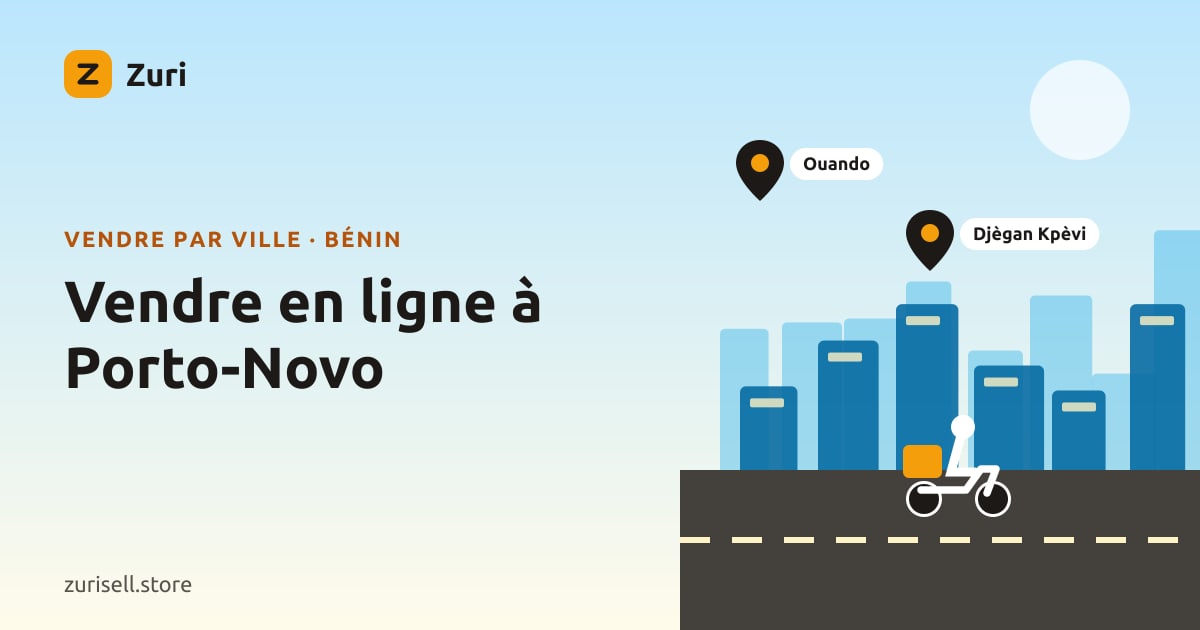 Zuri
Ouando
Djègan Kpèvi
VENDRE PAR VILLE · BÉNIN
Vendre en ligne à
Porto-Novo
zurisell.store